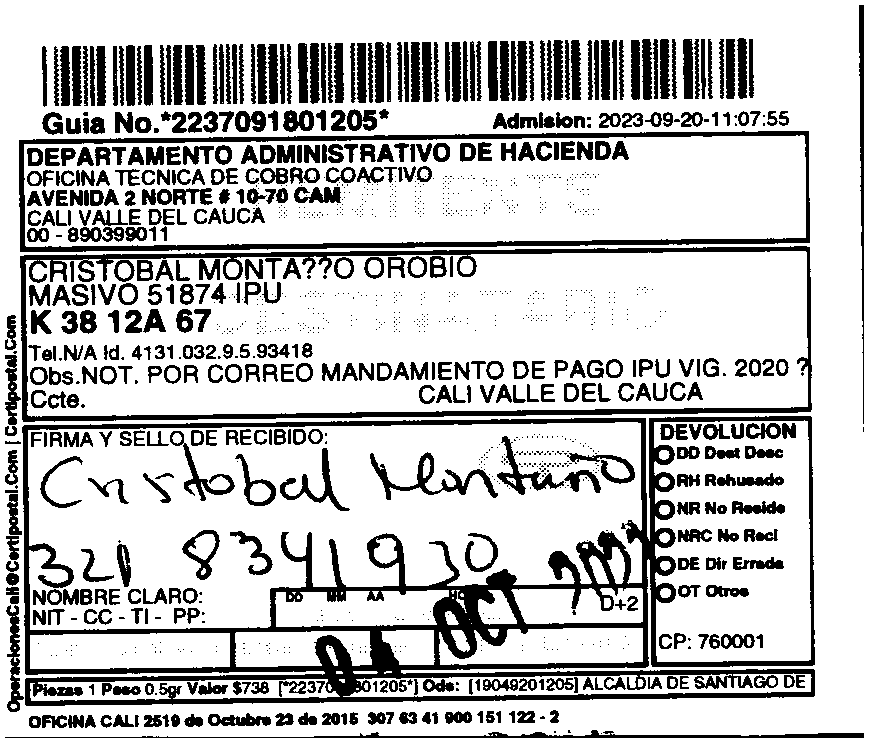 Guia No.*2237091801205*
Admision: 2023-09-20-11:07:55
DEPARTAMENTO ADMINISTRATIVO DE HACIENDA
OFICINA TECNICA DE COBRO COACTIVO
AVENIDA 2 NORTE # 10-70 CAM
CALI VALLE DEL CAUCA
00 - 890399011
REMITENTE
CRISTOBAL MONTA??O OROBIO
MASIVO 51874 IPU
K 38 12A 67
DESTINATARIO
Tel.N/A Id. 4131.032.9.5.93418
Obs.NOT. POR CORREO MANDAMIENTO DE PAGO IPU VIG. 2020 ?
Ccte. CALI VALLE DEL CAUCA
OperacionesCali@Certipostal.Com | Certipostal.Com
FIRMA Y SELLO DE RECIBIDO:
Cristobal Montaño
321 8341930
NOMBRE CLARO:
NIT - CC - TI - PP:
DD MM AA
D+2
OCT
DEVOLUCION
DD Dest Desc
RH Rehusado
NR No Reside
NRC No Recl
DE Dir Errada
OT Otros
CP: 760001
Piezas 1 Peso 0.5gr Valor $738 [*2237091801205*] Ods: [19049201205] ALCALDIA DE SANTIAGO DE
OFICINA CALI 2519 de Octubre 23 de 2015 307 63 41 900 151 122 - 2